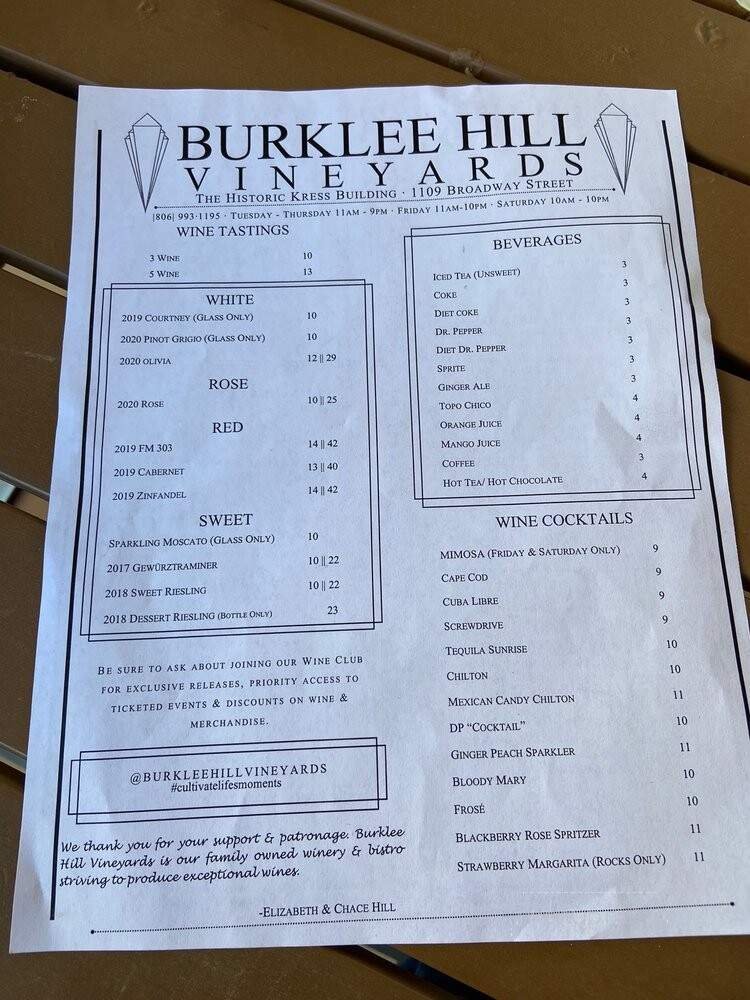 BURKLEE HILL
VINEYARDS
THE HISTORIC KRESS BUILDING · 1109 BROADWAY STREET
|806| 993·1195 · TUESDAY - THURSDAY 11AM - 9PM · FRIDAY 11AM-10PM · SATURDAY 10AM - 10PM
WINE TASTINGS
3 WINE 10
5 WINE 13
WHITE
2019 COURTNEY (GLASS ONLY) 10
2020 PINOT GRIGIO (GLASS ONLY) 10
2020 OLIVIA 12 || 29
ROSE
2020 ROSE 10 || 25
RED
2019 FM 303 14 || 42
2019 CABERNET 13 || 40
2019 ZINFANDEL 14 || 42
SWEET
SPARKLING MOSCATO (GLASS ONLY) 10
2017 GEWÜRZTRAMINER 10 || 22
2018 SWEET RIESLING 10 || 22
2018 DESSERT RIESLING (BOTTLE ONLY) 23
BE SURE TO ASK ABOUT JOINING OUR WINE CLUB
FOR EXCLUSIVE RELEASES, PRIORITY ACCESS TO
TICKETED EVENTS & DISCOUNTS ON WINE &
MERCHANDISE.
@BURKLEEHILLVINEYARDS
#cultivatelifesmoments
We thank you for your support & patronage. Burklee
Hill Vineyards is our family owned winery & bistro
striving to produce exceptional wines.
-ELIZABETH & CHACE HILL
BEVERAGES
ICED TEA (UNSWEET) 3
COKE 3
DIET COKE 3
DR. PEPPER 3
DIET DR. PEPPER 3
SPRITE 3
GINGER ALE 3
TOPO CHICO 4
ORANGE JUICE 4
MANGO JUICE 4
COFFEE 3
HOT TEA/ HOT CHOCOLATE 4
WINE COCKTAILS
MIMOSA (FRIDAY & SATURDAY ONLY) 9
CAPE COD 9
CUBA LIBRE 9
SCREWDRIVE 9
TEQUILA SUNRISE 10
CHILTON 10
MEXICAN CANDY CHILTON 11
DP "COCKTAIL" 10
GINGER PEACH SPARKLER 11
BLOODY MARY 10
FROSÉ 10
BLACKBERRY ROSE SPRITZER 11
STRAWBERRY MARGARITA (ROCKS ONLY) 11